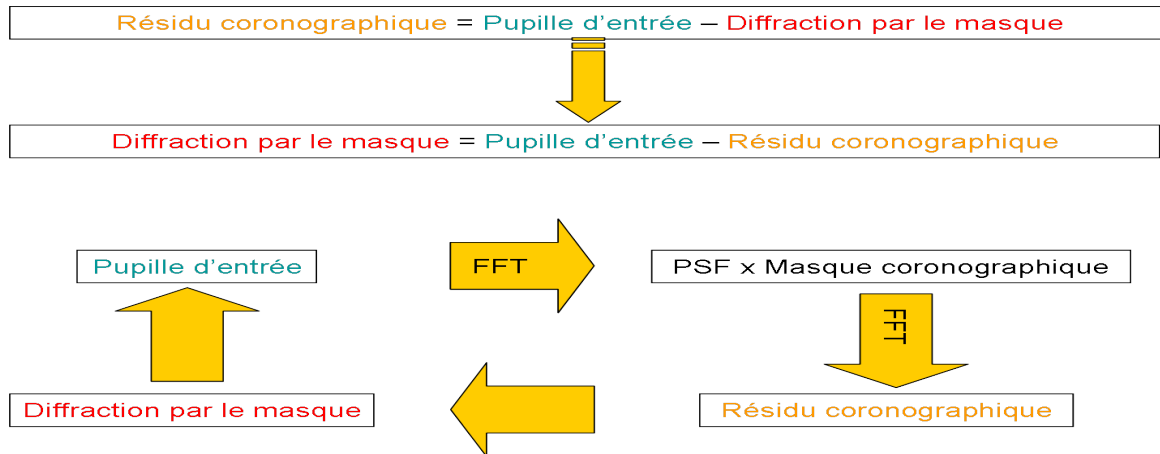 Résidu coronographique = Pupille d'entrée – Diffraction par le masque
Diffraction par le masque = Pupille d'entrée – Résidu coronographique
Pupille d'entrée
FFT
PSF x Masque coronographique
FFT
Diffraction par le masque
Résidu coronographique